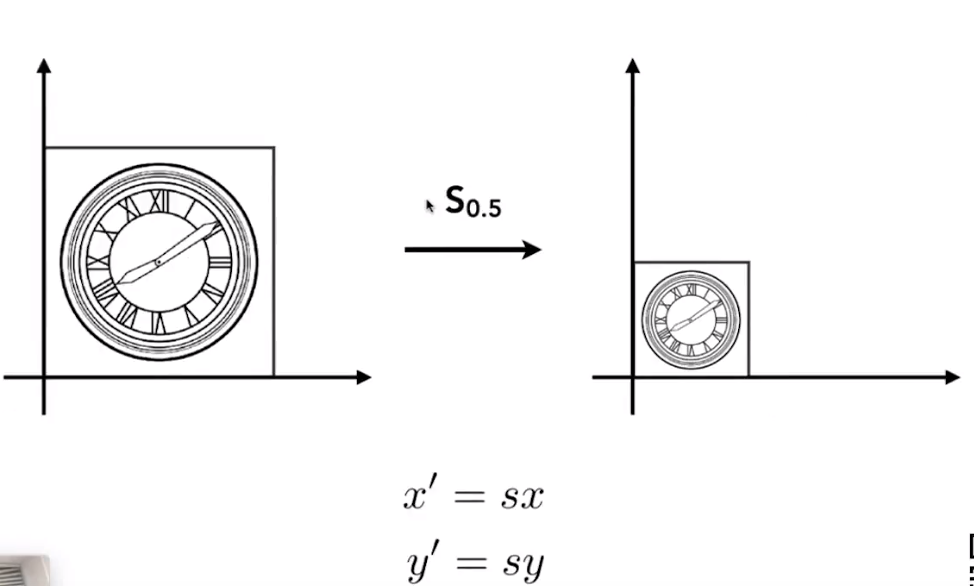 S0.5
x′ = sx
y′ = sy